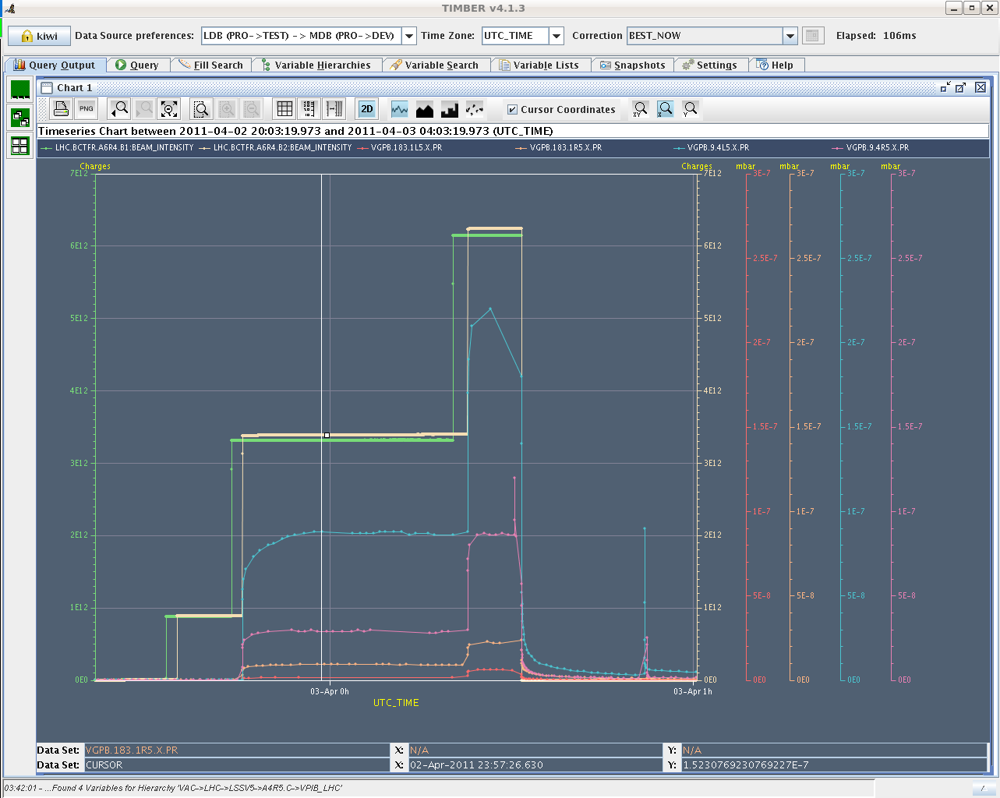 TIMBER v4.1.3
kiwi Data Source preferences: LDB (PRO->TEST) -> MDB (PRO->DEV) Time Zone: UTC_TIME Correction BEST_NOW Elapsed: 106ms
Query Output Query Fill Search Variable Hierarchies Variable Search Variable Lists Snapshots Settings Help
Chart 1
PNG 2D Cursor Coordinates XY X Y
Timeseries Chart between 2011-04-02 20:03:19.973 and 2011-04-03 04:03:19.973 (UTC_TIME)
LHC.BCTFR.A6R4.B1:BEAM_INTENSITY LHC.BCTFR.A6R4.B2:BEAM_INTENSITY VGPB.183.1L5.X.PR VGPB.183.1R5.X.PR VGPB.9.4L5.X.PR VGPB.9.4R5.X.PR
Charges Charges mbar mbar mbar mbar
7E12 7E12 3E-7 3E-7 3E-7 3E-7
6E12 6E12
2.5E-7 2.5E-7 2.5E-7 2.5E-7
5E12 5E12
2E-7 2E-7 2E-7 2E-7
4E12 4E12
1.5E-7 1.5E-7 1.5E-7 1.5E-7
3E12 3E12
1E-7 1E-7 1E-7 1E-7
2E12 2E12
5E-8 5E-8 5E-8 5E-8
1E12 1E12
0E0 0E0 0E0 0E0 0E0 0E0
03-Apr 0h 03-Apr 1h
UTC_TIME
Data Set: VGPB.183.1R5.X.PR X: N/A Y: N/A
Data Set: CURSOR X: 02-Apr-2011 23:57:26.630 Y: 1.5230769230769227E-7
03:42:01 - ...Found 4 Variables for Hierarchy 'VAC->LHC->LSSV5->A4R5.C->VPIB_LHC'